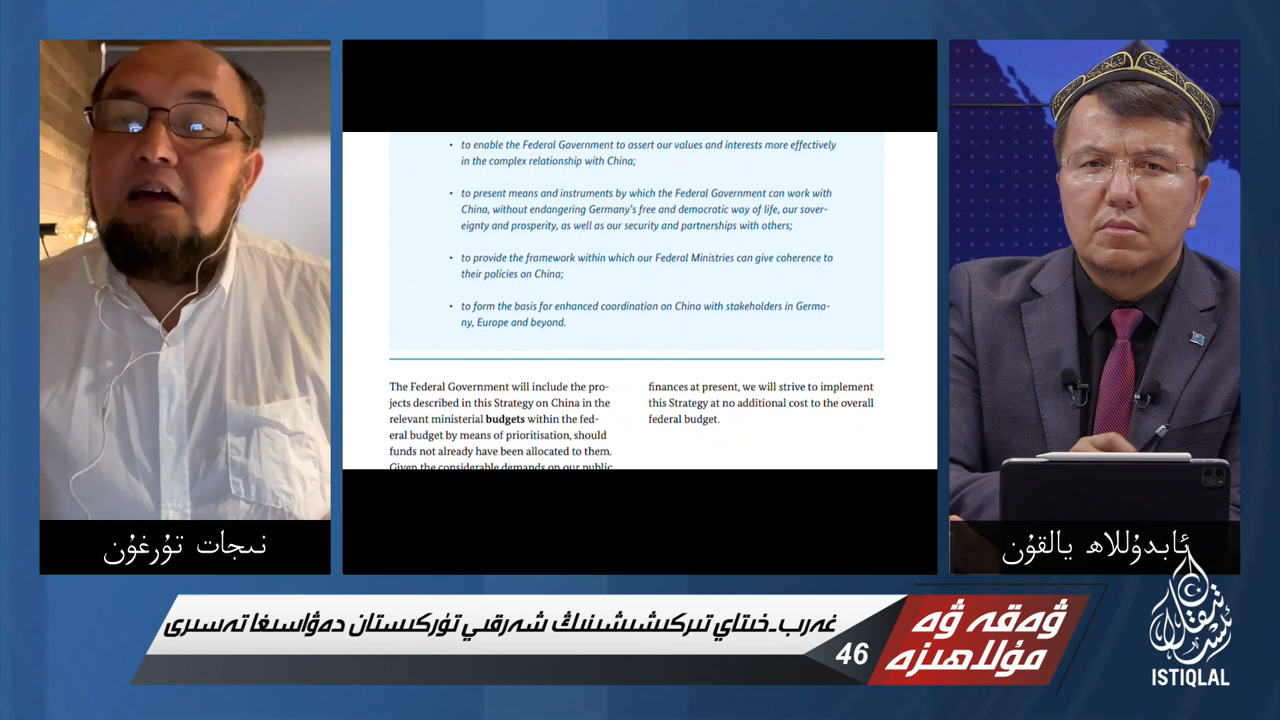 • to enable the Federal Government to assert our values and interests more effectively
in the complex relationship with China;
• to present means and instruments by which the Federal Government can work with
China, without endangering Germany's free and democratic way of life, our sover-
eignty and prosperity, as well as our security and partnerships with others;
• to provide the framework within which our Federal Ministries can give coherence to
their policies on China;
• to form the basis for enhanced coordination on China with stakeholders in Germa-
ny, Europe and beyond.
The Federal Government will include the pro-
jects described in this Strategy on China in the
relevant ministerial budgets within the fed-
eral budget by means of prioritisation, should
funds not already have been allocated to them.
Given the considerable demands on our public
finances at present, we will strive to implement
this Strategy at no additional cost to the overall
federal budget.
نىجات تۇرغۇن
ئابدۇللاھ يالقۇن
ۋەقە ۋە
مۇلاھىزە
46
غەرب-خىتاي تىركىشىشىنىڭ شەرقىي تۈركىستان دەۋاسىغا تەسىرى
ئىستىقلال
ISTIQLAL